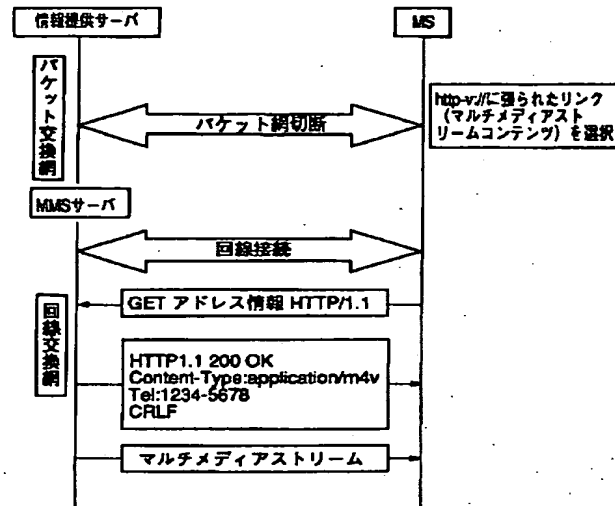 情報提供サーバ
MS
パケット交換網
http-v://に張られたリンク
(マルチメディアスト
リームコンテンツ)を選択
パケット網切断
MMSサーバ
回線接続
GET アドレス情報 HTTP/1.1
回線交換網
HTTP1.1 200 OK
Content-Type:application/m4v
Tel:1234-5678
CRLF
マルチメディアストリーム